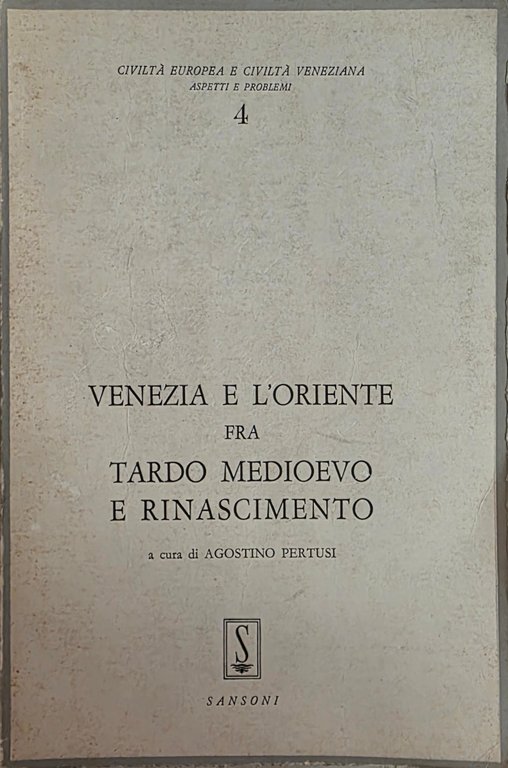 CIVILTÀ EUROPEA E CIVILTÀ VENEZIANA
ASPETTI E PROBLEMI
4
VENEZIA E L'ORIENTE
FRA
TARDO MEDIOEVO
E RINASCIMENTO
a cura di AGOSTINO PERTUSI
S
SANSONI